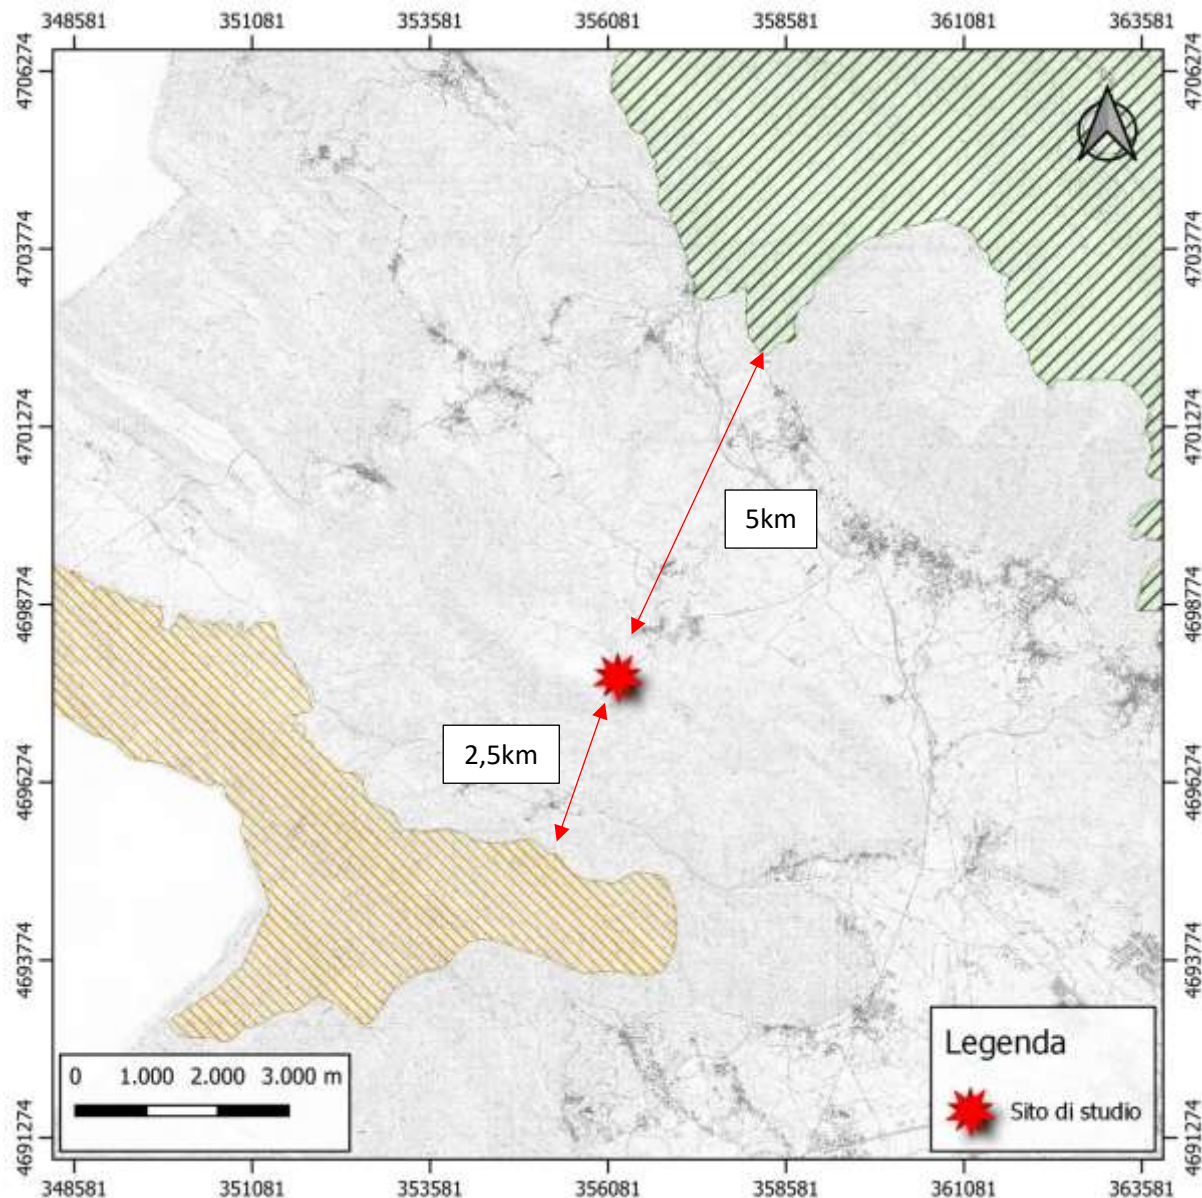 348581 351081 353581 356081 358581 361081 363581
4706274 4706274
4703774 4703774
4701274 4701274
5km
4698774 4698774
2,5km
4696274 4696274
4693774 4693774
Legenda
0 1.000 2.000 3.000 m
Sito di studio
4691274 4691274
348581 351081 353581 356081 358581 361081 363581